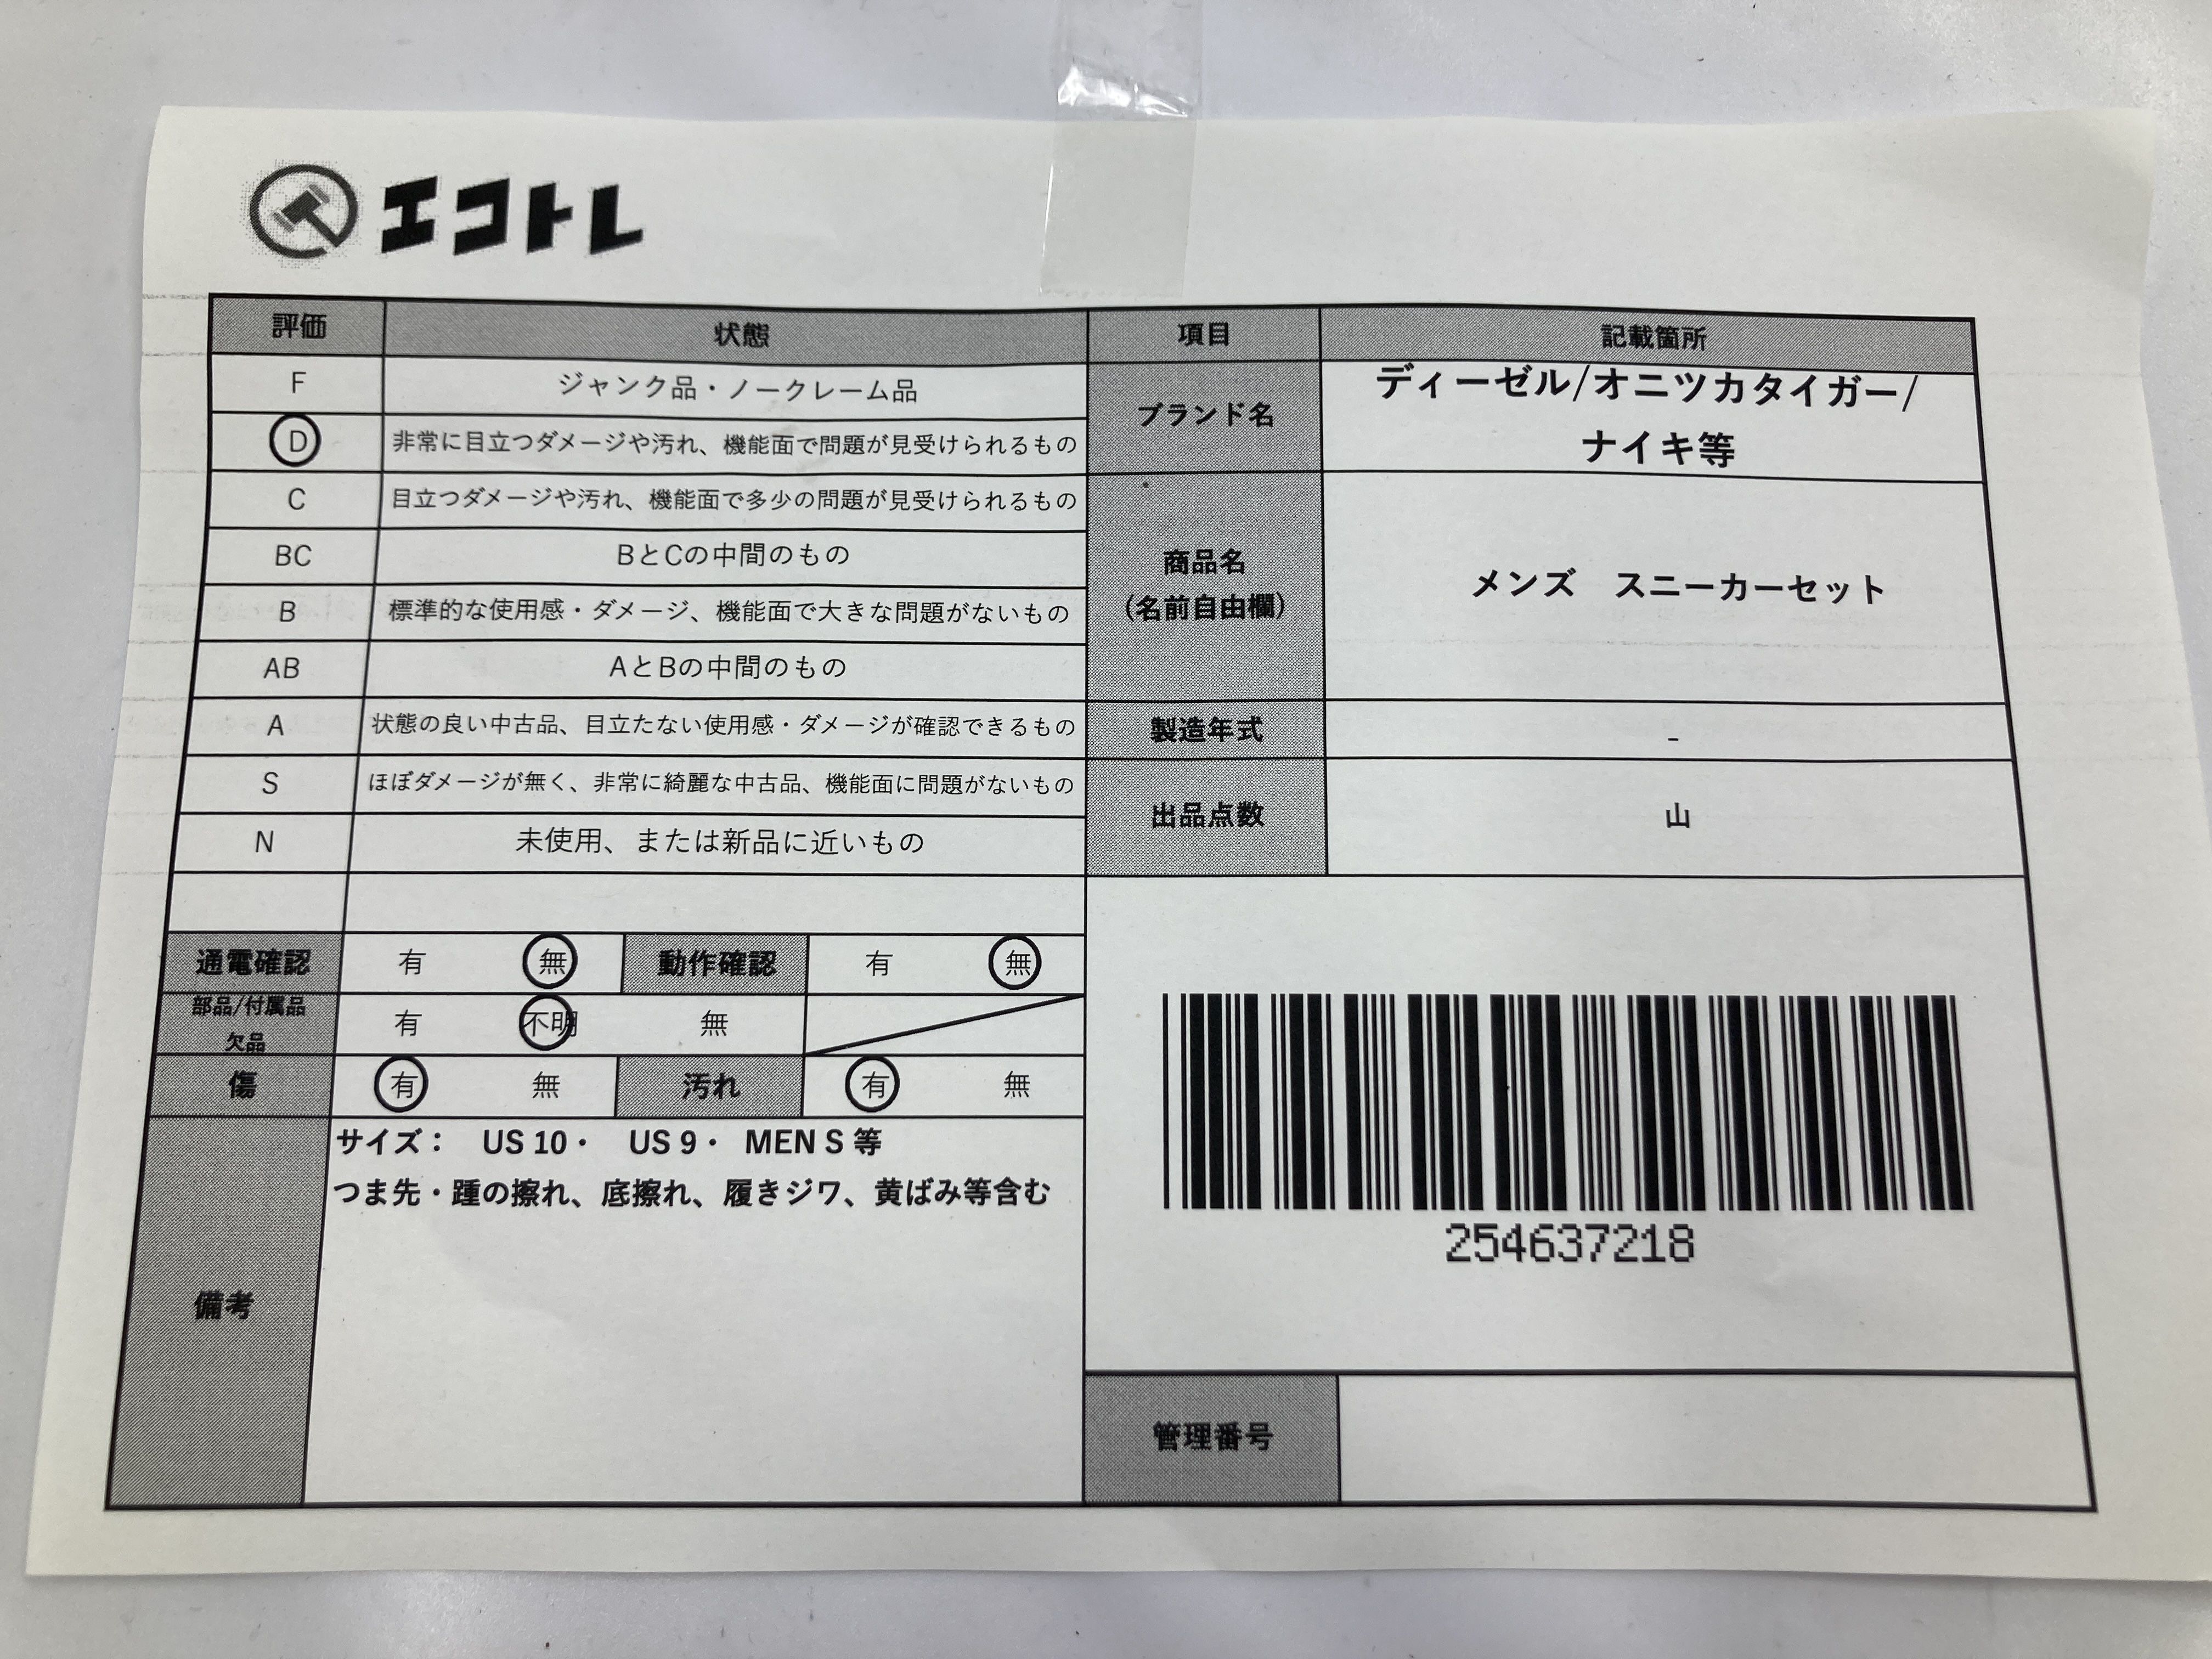 エコトレ
評価 状態 項目 記載箇所
F ジャンク品・ノークレーム品
D 非常に目立つダメージや汚れ、機能面で問題が見受けられるもの
C 目立つダメージや汚れ、機能面で多少の問題が見受けられるもの
BC BとCの中間のもの
B 標準的な使用感・ダメージ、機能面で大きな問題がないもの
AB AとBの中間のもの
A 状態の良い中古品、目立たない使用感・ダメージが確認できるもの
S ほぼダメージが無く、非常に綺麗な中古品、機能面に問題がないもの
N 未使用、または新品に近いもの
ブランド名 ディーゼル/オニツカタイガー/
ナイキ等
商品名
(名前自由欄)
メンズ　スニーカーセット
製造年式 -
出品点数 山
通電確認 有 無 動作確認 有 無
部品/付属品
欠品
有 不明 無
傷 有 無 汚れ 有 無
備考
サイズ：　US 10・　US 9・　MEN S 等
つま先・踵の擦れ、底擦れ、履きジワ、黄ばみ等含む
254637218
管理番号